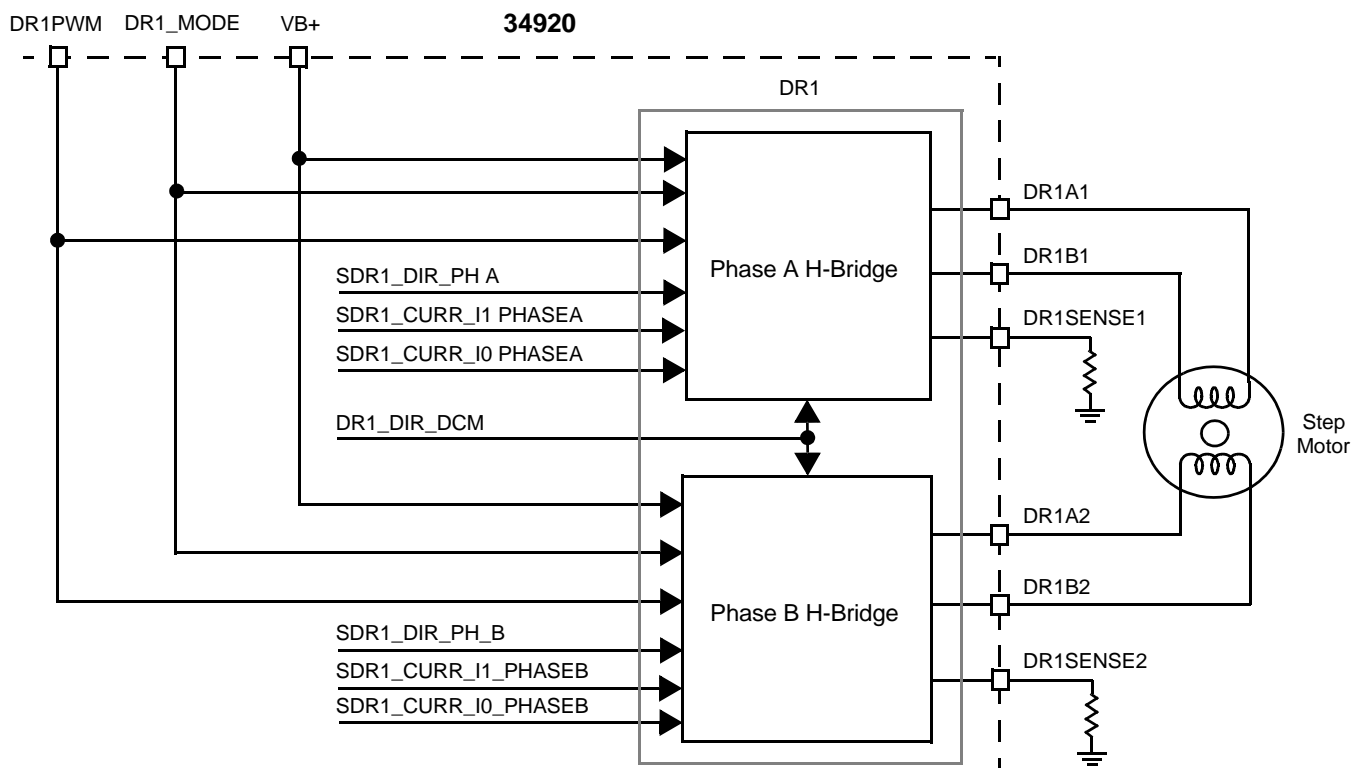 DR1PWM
DR1_MODE
VB+
34920
DR1
Phase A H-Bridge
SDR1_DIR_PH A
SDR1_CURR_I1 PHASEA
SDR1_CURR_I0 PHASEA
DR1_DIR_DCM
DR1A1
DR1B1
DR1SENSE1
Step
Motor
DR1A2
DR1B2
Phase B H-Bridge
SDR1_DIR_PH_B
SDR1_CURR_I1_PHASEB
SDR1_CURR_I0_PHASEB
DR1SENSE2